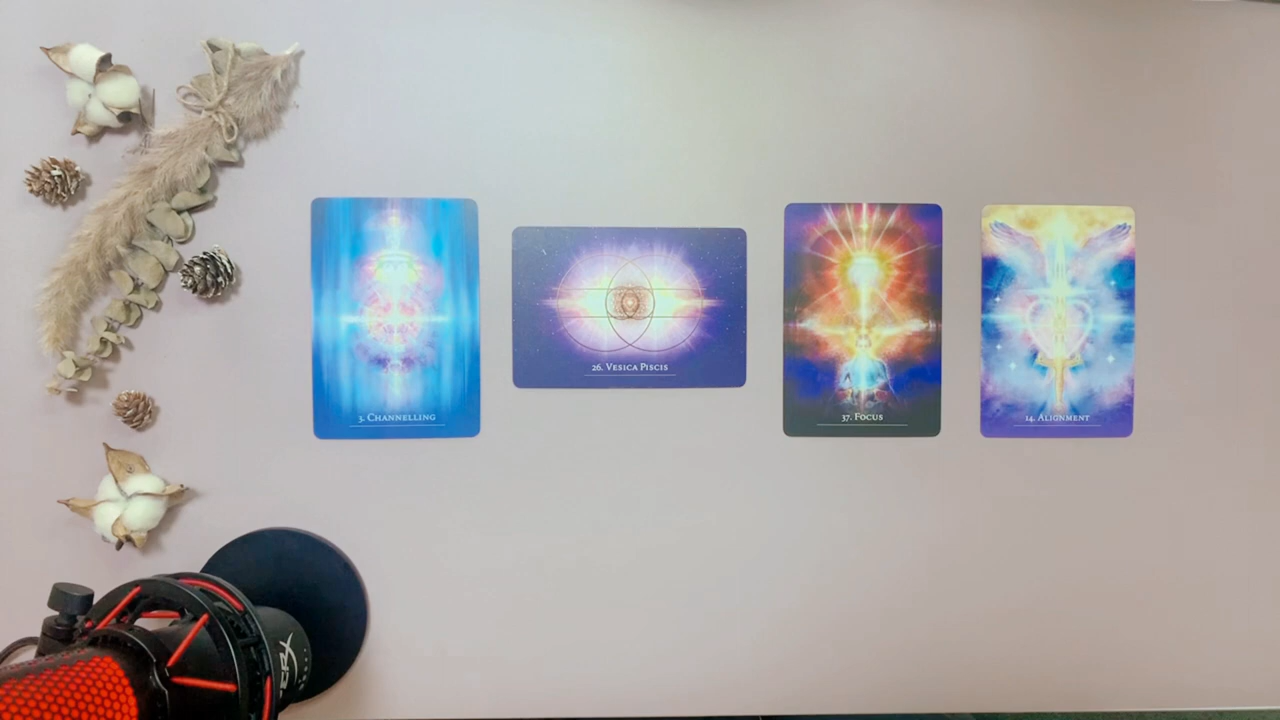 3. Channelling
26. Vesica Piscis
37. Focus
14. Alignment